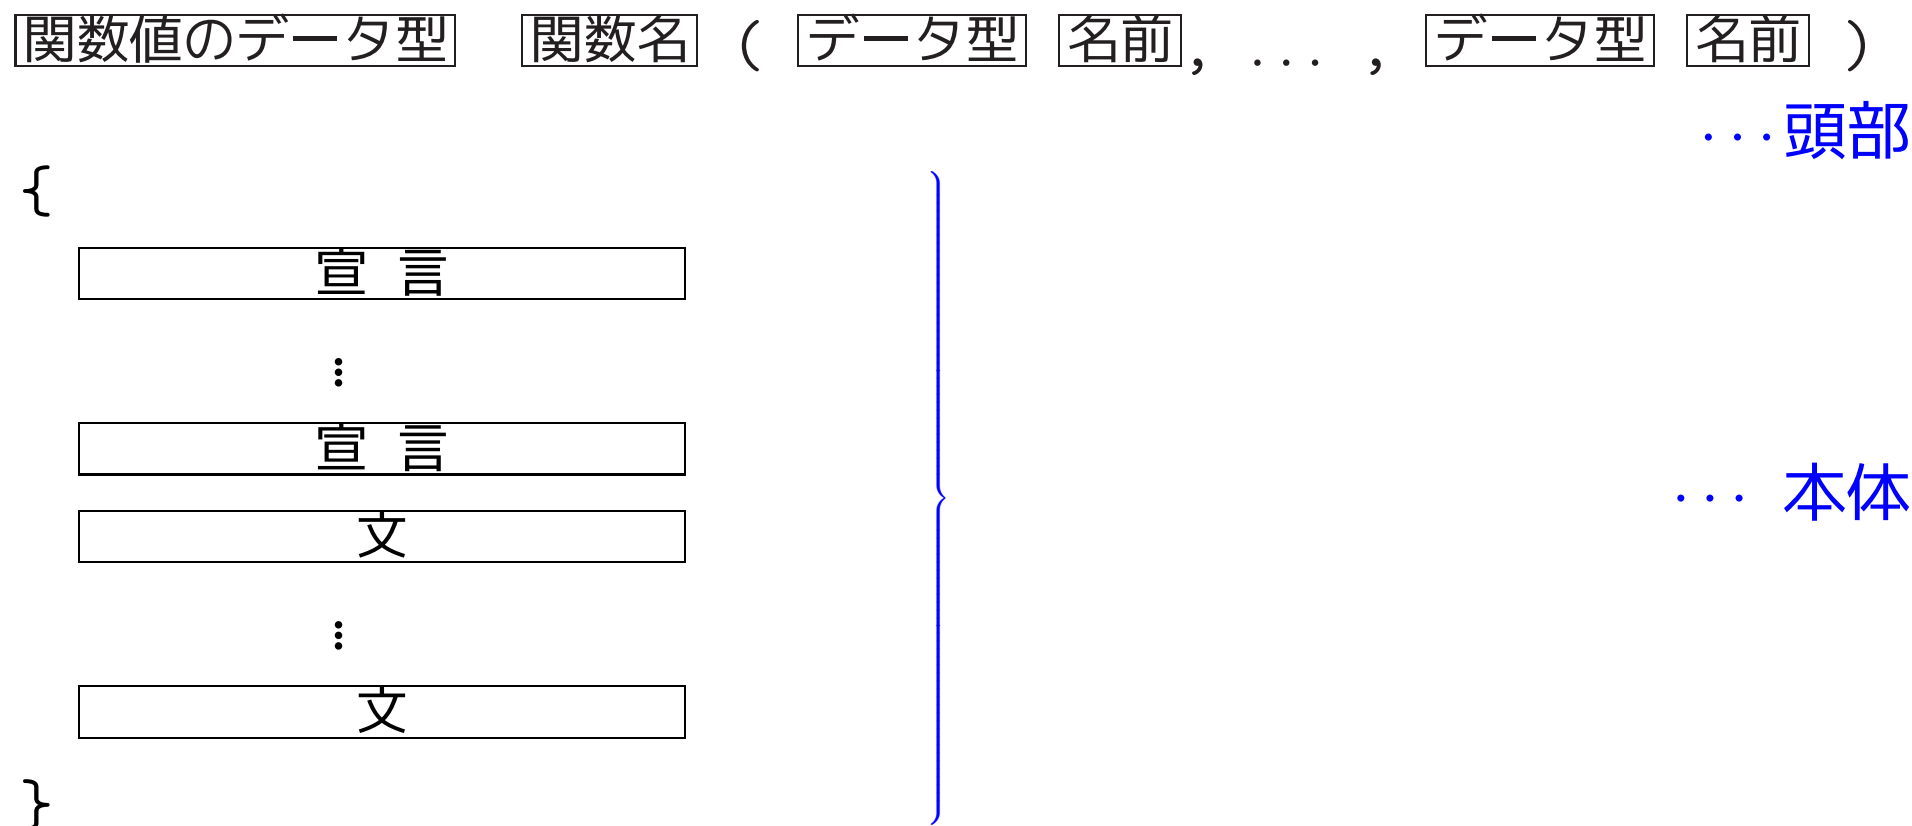 関数値のデータ型 関数名 ( データ型 名前, ... , データ型 名前 )
...頭部
{
宣 言
⋮
宣 言
文
... 本体
⋮
文
}